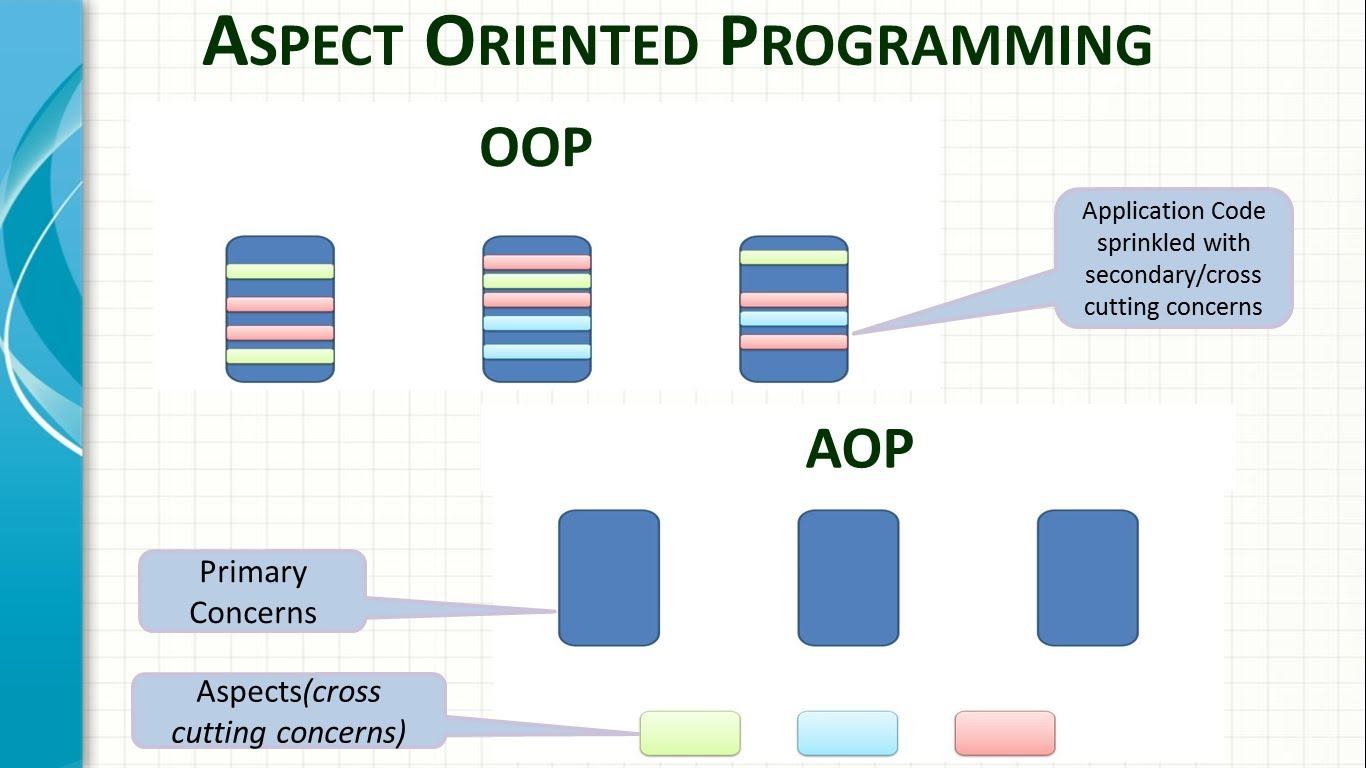 ASPECT ORIENTED PROGRAMMING
OOP
Application Code
sprinkled with
secondary/cross
cutting concerns
AOP
Primary
Concerns
Aspects(cross
cutting concerns)